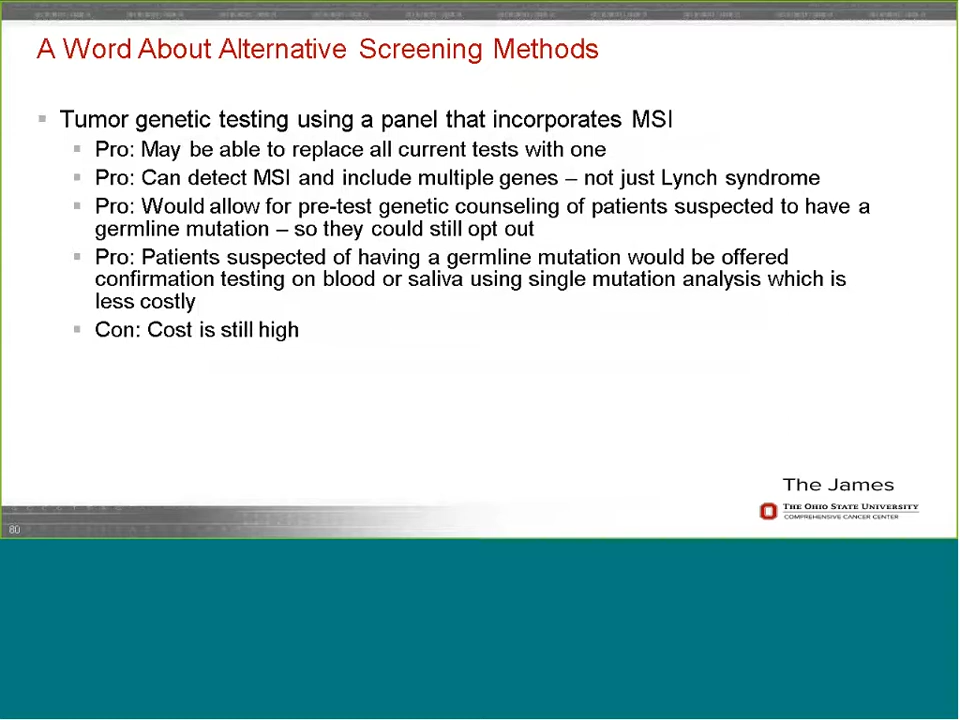 A Word About Alternative Screening Methods
Tumor genetic testing using a panel that incorporates MSI
Pro: May be able to replace all current tests with one
Pro: Can detect MSI and include multiple genes – not just Lynch syndrome
Pro: Would allow for pre-test genetic counseling of patients suspected to have a
germline mutation – so they could still opt out
Pro: Patients suspected of having a germline mutation would be offered
confirmation testing on blood or saliva using single mutation analysis which is
less costly
Con: Cost is still high
The James
THE OHIO STATE UNIVERSITY
COMPREHENSIVE CANCER CENTER
80